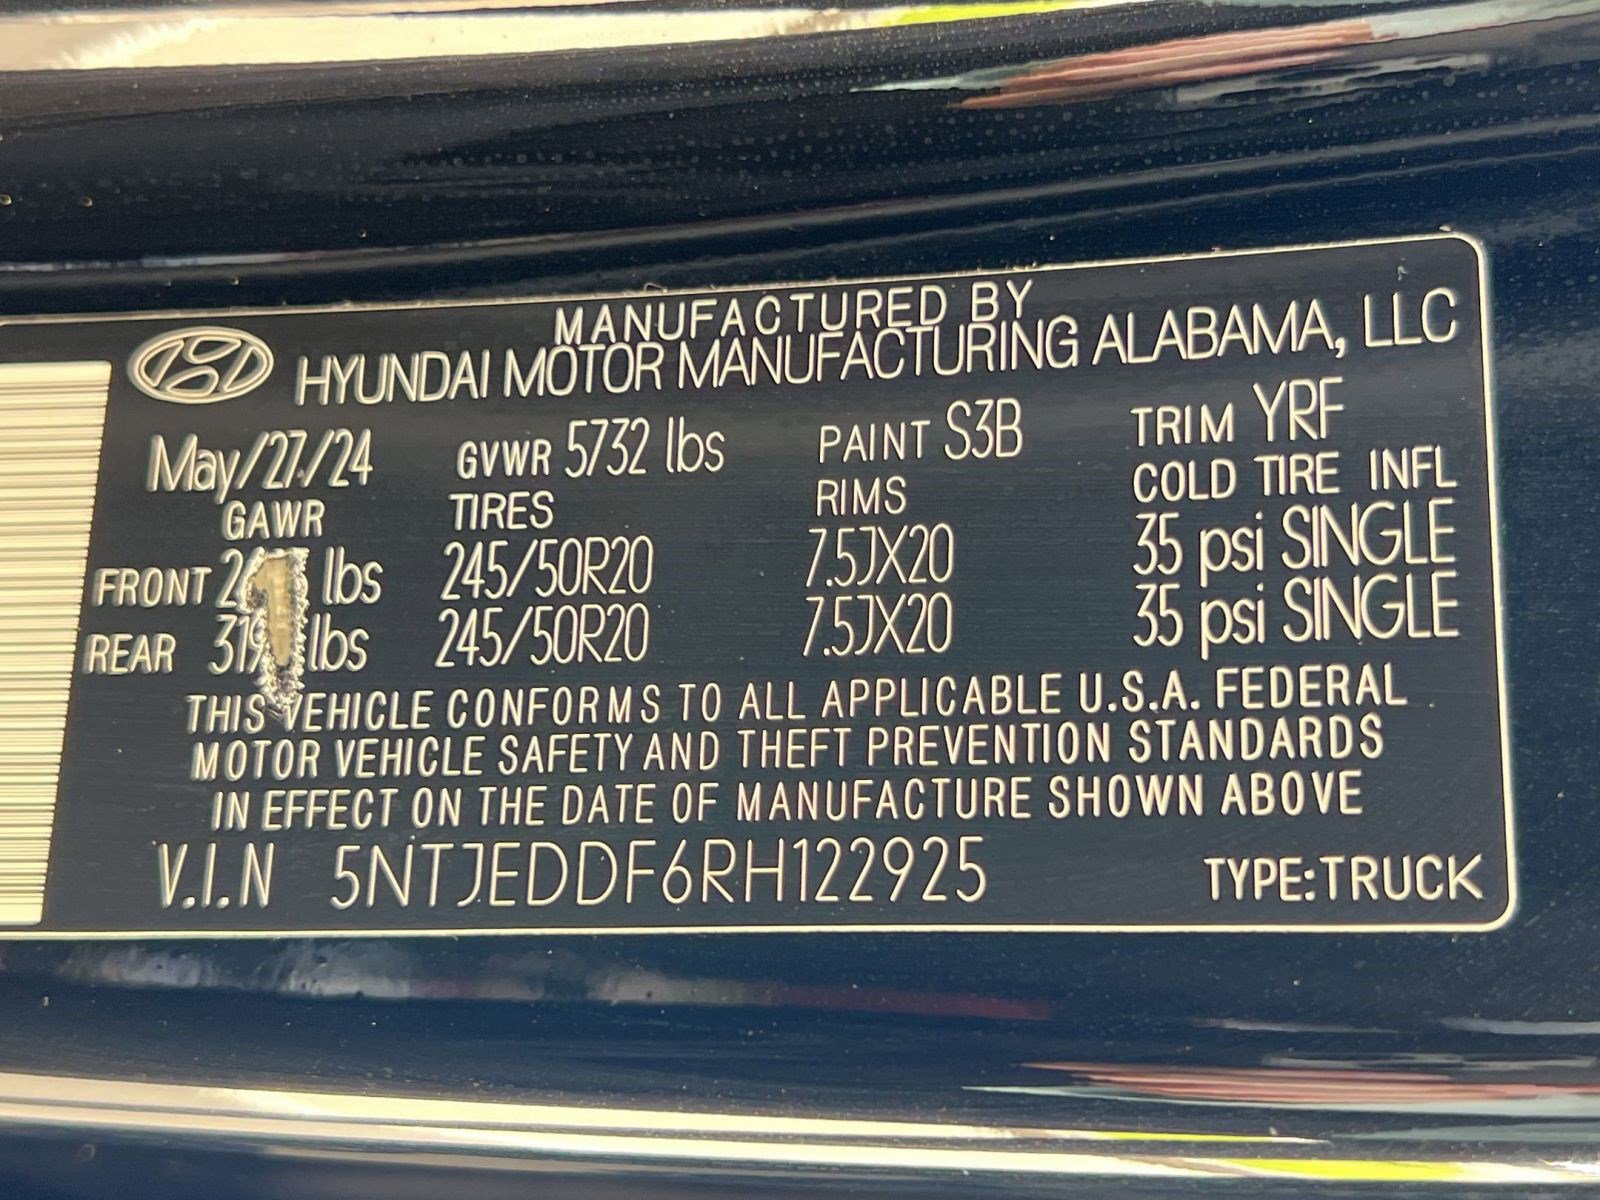 MANUFACTURED BY
HYUNDAI MOTOR MANUFACTURING ALABAMA, LLC
May/27/24 GVWR 5732 lbs PAINT S3B TRIM YRF
GAWR TIRES RIMS COLD TIRE INFL
FRONT lbs 245/50R20 7.5JX20 35 psi SINGLE
REAR lbs 245/50R20 7.5JX20 35 psi SINGLE
THIS VEHICLE CONFORMS TO ALL APPLICABLE U.S.A. FEDERAL
MOTOR VEHICLE SAFETY AND THEFT PREVENTION STANDARDS
IN EFFECT ON THE DATE OF MANUFACTURE SHOWN ABOVE
V.I.N 5NTJEDDF6RH122925 TYPE:TRUCK